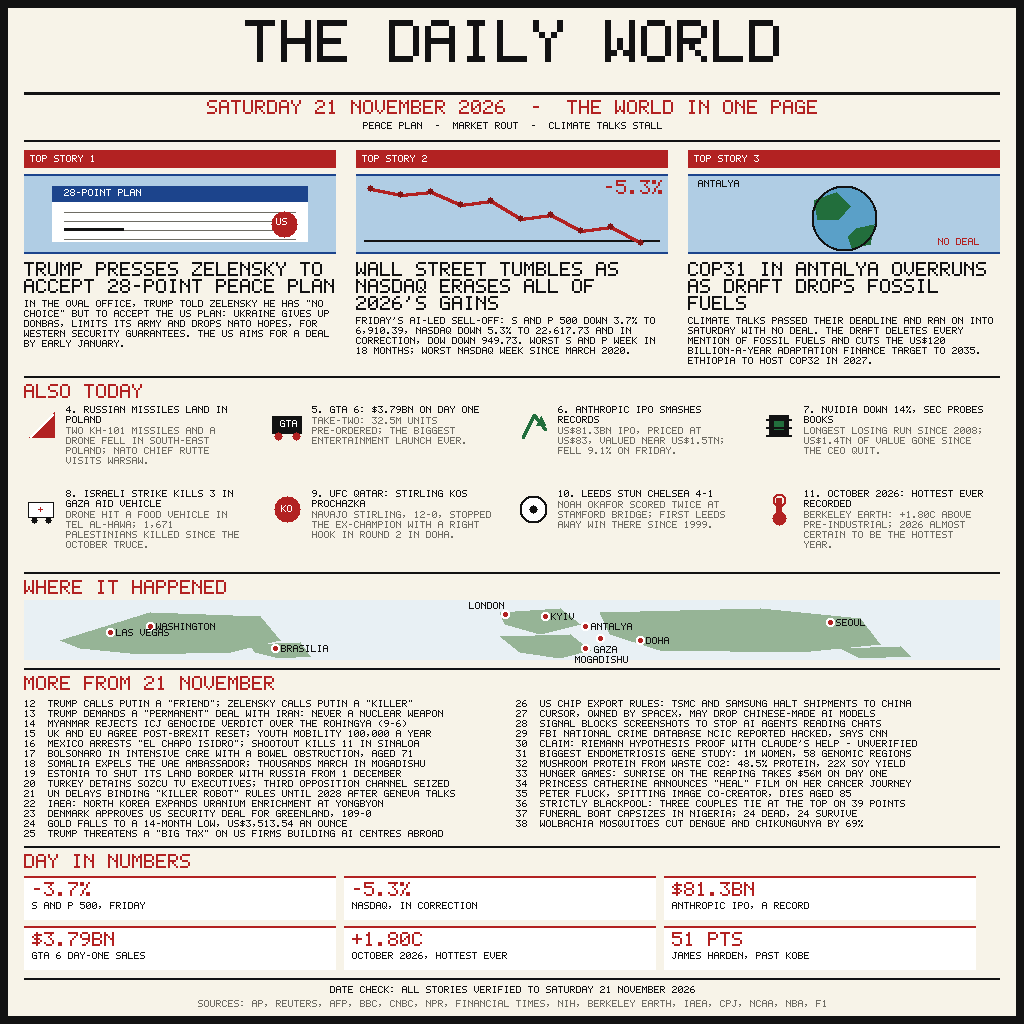 THE DAILY WORLD
SATURDAY 21 NOVEMBER 2026 - THE WORLD IN ONE PAGE
PEACE PLAN - MARKET ROUT - CLIMATE TALKS STALL
TOP STORY 1
28-POINT PLAN
US
TRUMP PRESSES ZELENSKY TO
ACCEPT 28-POINT PEACE PLAN
IN THE OVAL OFFICE, TRUMP TOLD ZELENSKY HE HAS "NO
CHOICE" BUT TO ACCEPT THE US PLAN: UKRAINE GIVES UP
DONBAS, LIMITS ITS ARMY AND DROPS NATO HOPES, FOR
WESTERN SECURITY GUARANTEES. THE US AIMS FOR A DEAL
BY EARLY JANUARY.
TOP STORY 2
-5.3%
WALL STREET TUMBLES AS
NASDAQ ERASES ALL OF
2026'S GAINS
FRIDAY'S AI-LED SELL-OFF: S AND P 500 DOWN 3.7% TO
6,910.39, NASDAQ DOWN 5.3% TO 22,617.73 AND IN
CORRECTION, DOW DOWN 949.73. WORST S AND P WEEK IN
18 MONTHS; WORST NASDAQ WEEK SINCE MARCH 2020.
TOP STORY 3
ANTALYA
NO DEAL
COP31 IN ANTALYA OVERRUNS
AS DRAFT DROPS FOSSIL
FUELS
CLIMATE TALKS PASSED THEIR DEADLINE AND RAN ON INTO
SATURDAY WITH NO DEAL. THE DRAFT DELETES EVERY
MENTION OF FOSSIL FUELS AND CUTS THE US$120
BILLION-A-YEAR ADAPTATION FINANCE TARGET TO 2035.
ETHIOPIA TO HOST COP32 IN 2027.
ALSO TODAY
4. RUSSIAN MISSILES LAND IN
POLAND
TWO KH-101 MISSILES AND A
DRONE FELL IN SOUTH-EAST
POLAND; NATO CHIEF RUTTE
VISITS WARSAW.
GTA
5. GTA 6: $3.79BN ON DAY ONE
TAKE-TWO: 32.5M UNITS
PRE-ORDERED; THE BIGGEST
ENTERTAINMENT LAUNCH EVER.
6. ANTHROPIC IPO SMASHES
RECORDS
US$81.3BN IPO, PRICED AT
US$83, VALUED NEAR US$1.5TN;
FELL 9.1% ON FRIDAY.
7. NVIDIA DOWN 14%, SEC PROBES
BOOKS
LONGEST LOSING RUN SINCE 2008;
US$1.4TN OF VALUE GONE SINCE
THE CEO QUIT.
8. ISRAELI STRIKE KILLS 3 IN
GAZA AID VEHICLE
DRONE HIT A FOOD VEHICLE IN
TEL AL-HAWA; 1,671
PALESTINIANS KILLED SINCE THE
OCTOBER TRUCE.
KO
9. UFC QATAR: STIRLING KOS
PROCHAZKA
NAVAJO STIRLING, 12-0, STOPPED
THE EX-CHAMPION WITH A RIGHT
HOOK IN ROUND 2 IN DOHA.
10. LEEDS STUN CHELSEA 4-1
NOAH OKAFOR SCORED TWICE AT
STAMFORD BRIDGE; FIRST LEEDS
AWAY WIN THERE SINCE 1999.
11. OCTOBER 2026: HOTTEST EVER
RECORDED
BERKELEY EARTH: +1.80C ABOVE
PRE-INDUSTRIAL; 2026 ALMOST
CERTAIN TO BE THE HOTTEST
YEAR.
WHERE IT HAPPENED
LONDON
KYIV
WASHINGTON
LAS VEGAS
BRASILIA
ANTALYA
SEOUL
DOHA
GAZA
MOGADISHU
MORE FROM 21 NOVEMBER
12 TRUMP CALLS PUTIN A "FRIEND"; ZELENSKY CALLS PUTIN A "KILLER"
13 TRUMP DEMANDS A "PERMANENT" DEAL WITH IRAN: NEVER A NUCLEAR WEAPON
14 MYANMAR REJECTS ICJ GENOCIDE VERDICT OVER THE ROHINGYA (9-6)
15 UK AND EU AGREE POST-BREXIT RESET; YOUTH MOBILITY 100,000 A YEAR
16 MEXICO ARRESTS "EL CHAPO ISIDRO"; SHOOTOUT KILLS 11 IN SINALOA
17 BOLSONARO IN INTENSIVE CARE WITH A BOWEL OBSTRUCTION, AGED 71
18 SOMALIA EXPELS THE UAE AMBASSADOR; THOUSANDS MARCH IN MOGADISHU
19 ESTONIA TO SHUT ITS LAND BORDER WITH RUSSIA FROM 1 DECEMBER
20 TURKEY DETAINS SOZCU TV EXECUTIVES; THIRD OPPOSITION CHANNEL SEIZED
21 UN DELAYS BINDING "KILLER ROBOT" RULES UNTIL 2028 AFTER GENEVA TALKS
22 IAEA: NORTH KOREA EXPANDS URANIUM ENRICHMENT AT YONGBYON
23 DENMARK APPROVES US SECURITY DEAL FOR GREENLAND, 109-0
24 GOLD FALLS TO A 14-MONTH LOW, US$3,513.54 AN OUNCE
25 TRUMP THREATENS A "BIG TAX" ON US FIRMS BUILDING AI CENTRES ABROAD
26 US CHIP EXPORT RULES: TSMC AND SAMSUNG HALT SHIPMENTS TO CHINA
27 CURSOR, OWNED BY SPACEX, MAY DROP CHINESE-MADE AI MODELS
28 SIGNAL BLOCKS SCREENSHOTS TO STOP AI AGENTS READING CHATS
29 FBI NATIONAL CRIME DATABASE NCIC REPORTED HACKED, SAYS CNN
30 CLAIM: RIEMANN HYPOTHESIS PROOF WITH CLAUDE'S HELP - UNVERIFIED
31 BIGGEST ENDOMETRIOSIS GENE STUDY: 1M WOMEN, 58 GENOMIC REGIONS
32 MUSHROOM PROTEIN FROM WASTE CO2: 48.5% PROTEIN, 22X SOY YIELD
33 HUNGER GAMES: SUNRISE ON THE REAPING TAKES $56M ON DAY ONE
34 PRINCESS CATHERINE ANNOUNCES "HEAL" FILM ON HER CANCER JOURNEY
35 PETER FLUCK, SPITTING IMAGE CO-CREATOR, DIES AGED 85
36 STRICTLY BLACKPOOL: THREE COUPLES TIE AT THE TOP ON 39 POINTS
37 FUNERAL BOAT CAPSIZES IN NIGERIA; 24 DEAD, 24 SURVIVE
38 WOLBACHIA MOSQUITOES CUT DENGUE AND CHIKUNGUNYA BY 69%
DAY IN NUMBERS
-3.7%
S AND P 500, FRIDAY
-5.3%
NASDAQ, IN CORRECTION
$81.3BN
ANTHROPIC IPO, A RECORD
$3.79BN
GTA 6 DAY-ONE SALES
+1.80C
OCTOBER 2026, HOTTEST EVER
51 PTS
JAMES HARDEN, PAST KOBE
DATE CHECK: ALL STORIES VERIFIED TO SATURDAY 21 NOVEMBER 2026
SOURCES: AP, REUTERS, AFP, BBC, CNBC, NPR, FINANCIAL TIMES, NIH, BERKELEY EARTH, IAEA, CPJ, NCAA, NBA, F1